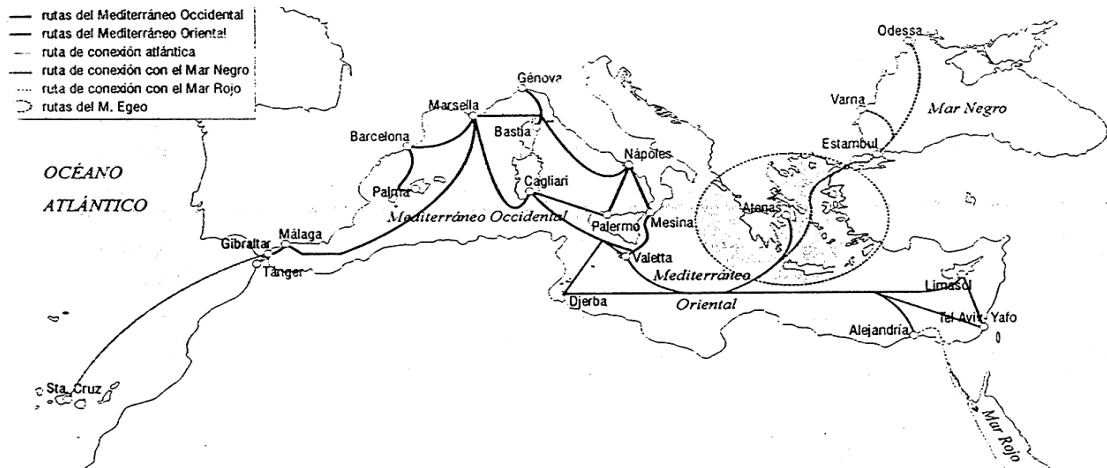 rutas del Mediterráneo Occidental
rutas del Mediterráneo Oriental
ruta de conexión atlántica
ruta de conexión con el Mar Negro
ruta de conexión con el Mar Rojo
rutas del M. Egeo
Odessa
Génova
Varna
Mar Negro
Marsella
Bastia
Barcelona
Estambul
Nápoles
OCÉANO
ATLÁNTICO
Palma
Cagliari
Mediterráneo Occidental
Atenas
Palermo
Mesina
Málaga
Gibraltar
Tánger
Valetta
Mediterráneo
Oriental
Djerba
Limasol
Tel Aviv-Yafo
Alejandría
Sta. Cruz
Mar Rojo